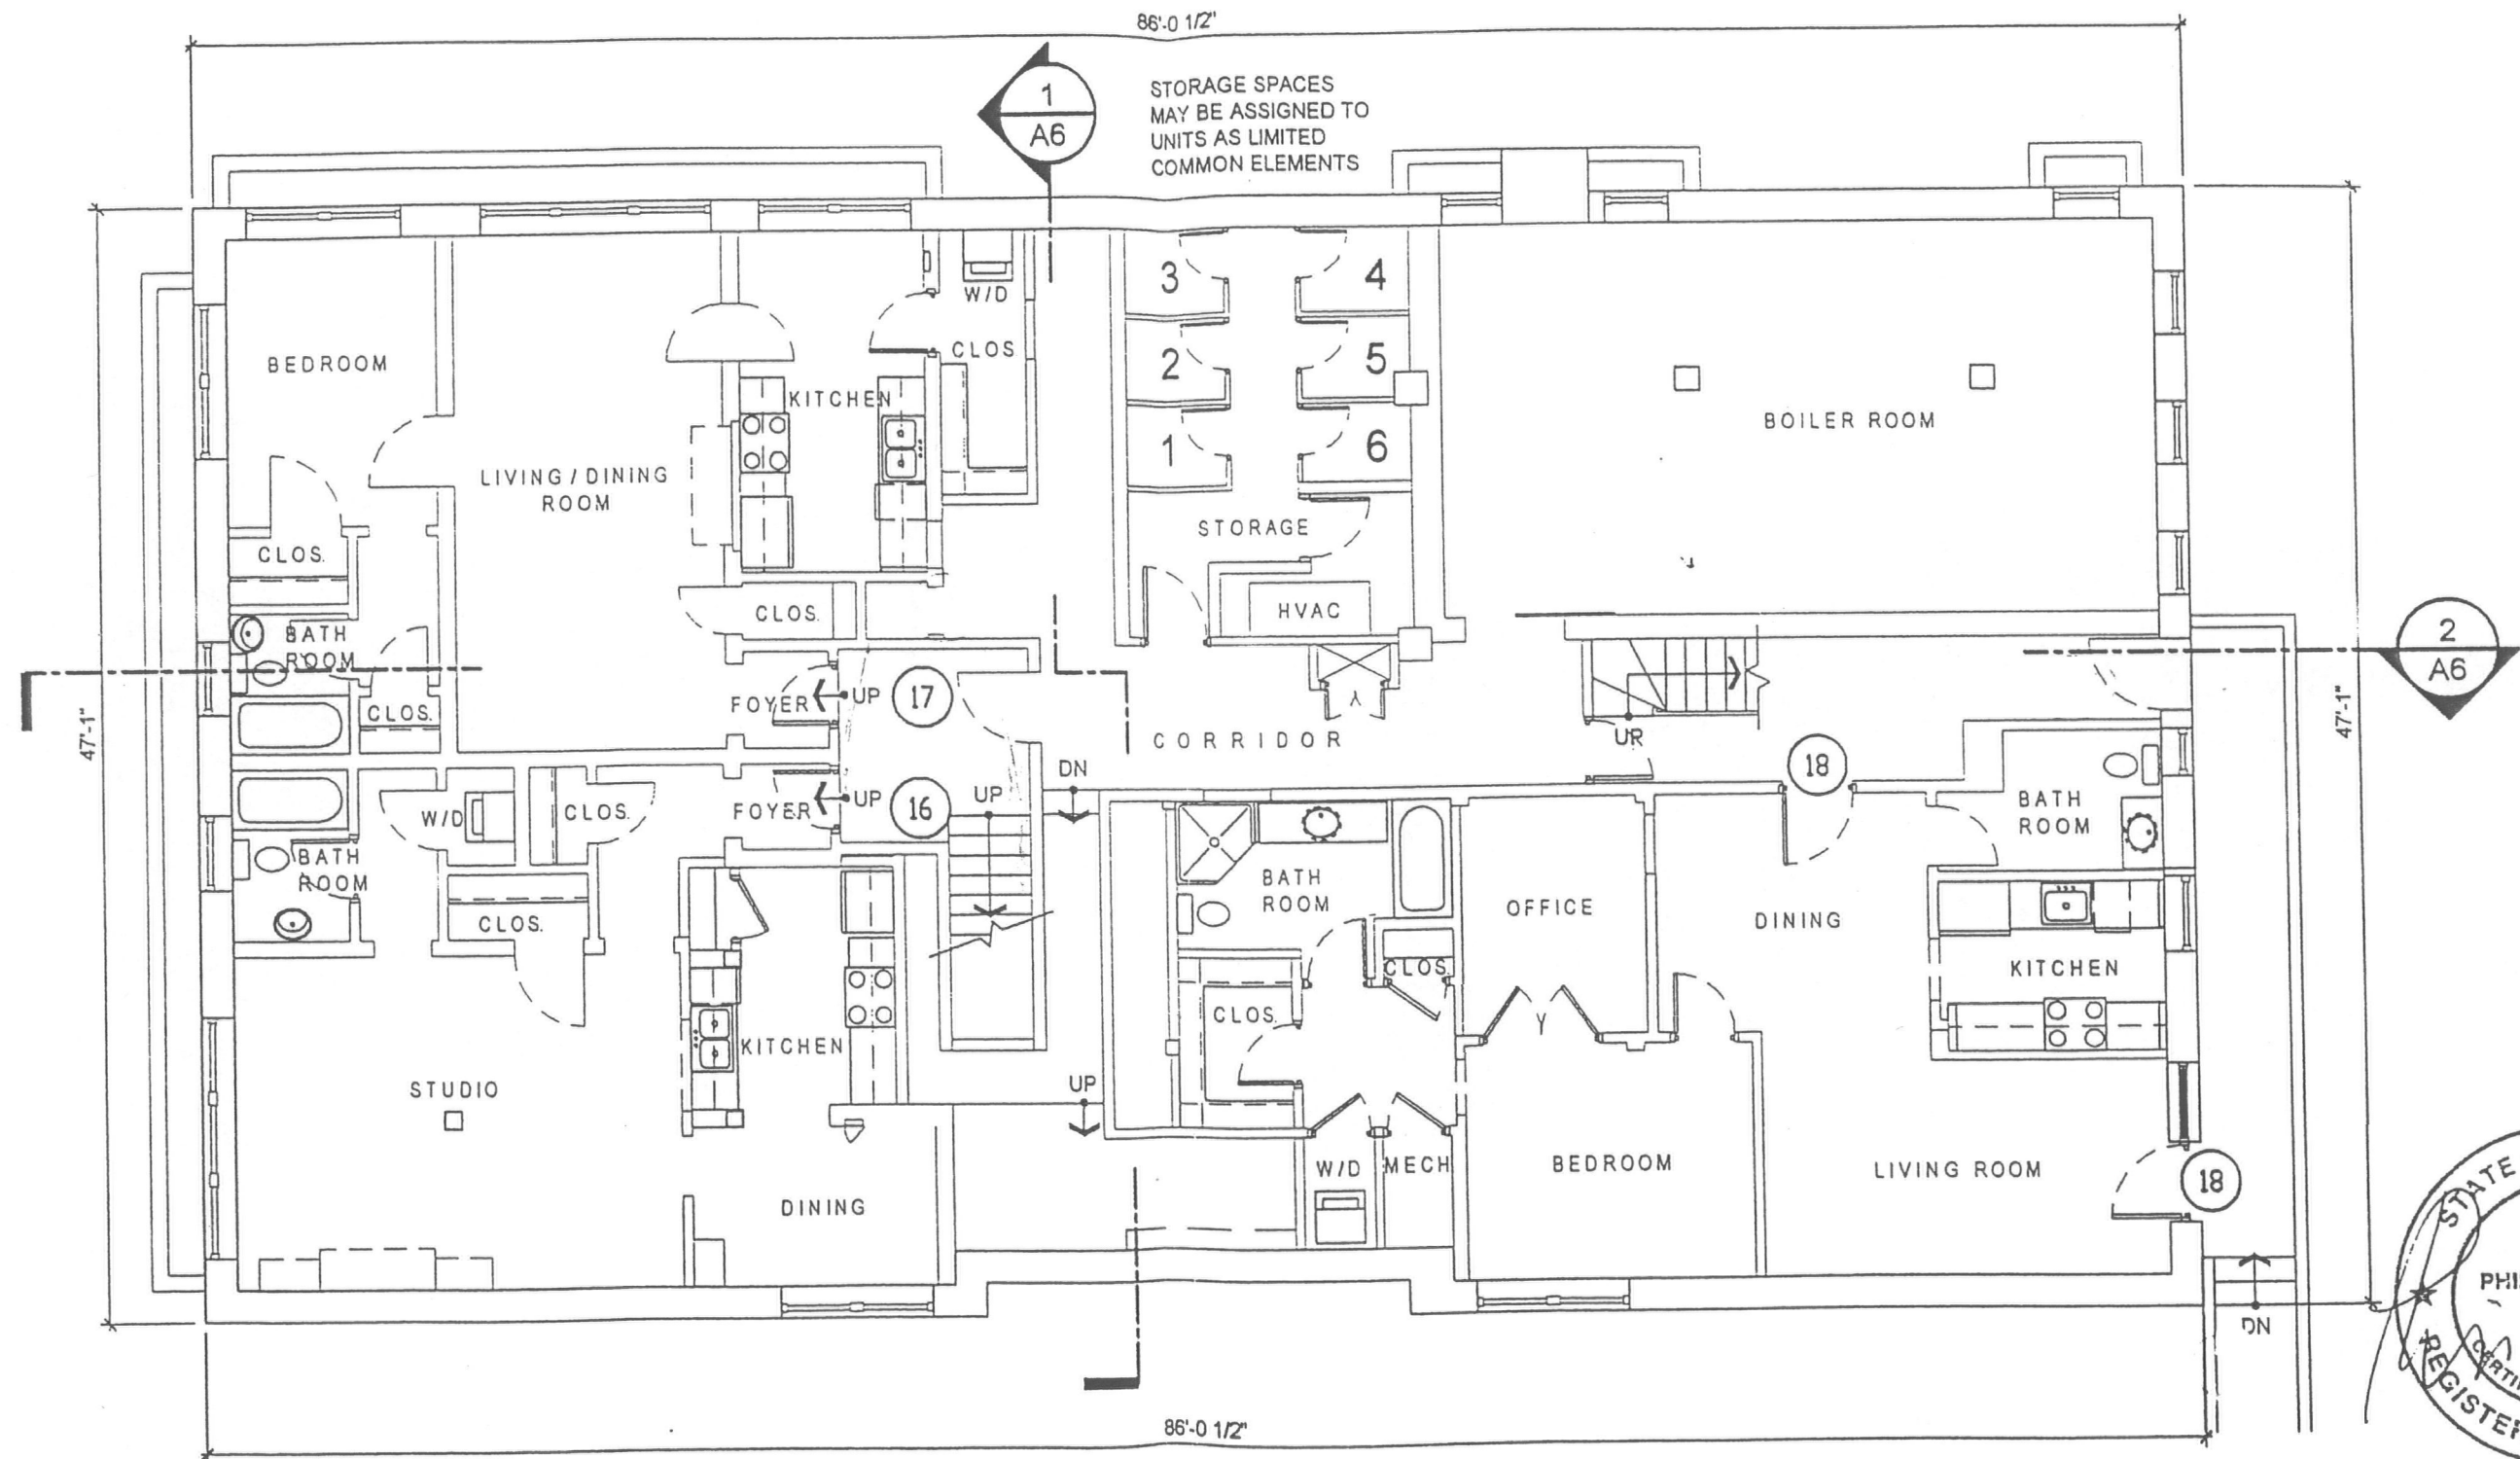 86'-0 1/2"
1
A6
STORAGE SPACES
MAY BE ASSIGNED TO
UNITS AS LIMITED
COMMON ELEMENTS
3
4
W/D
BEDROOM
2
5
CLOS.
KITCHEN
BOILER ROOM
1
6
LIVING / DINING
ROOM
STORAGE
CLOS.
CLOS.
HVAC
BATH
ROOM
2
A6
FOYER
UP
17
CLOS.
47'-1"
47'-1"
CORRIDOR
UP
DN
18
FOYER
UP
16
UP
W/D
CLOS.
BATH
ROOM
BATH
ROOM
BATH
ROOM
CLOS.
OFFICE
DINING
CLOS.
KITCHEN
CLOS.
KITCHEN
STUDIO
UP
W/D
MECH
BEDROOM
LIVING ROOM
18
DINING
STATE
PHI
DN
REGISTER
86'-0 1/2"